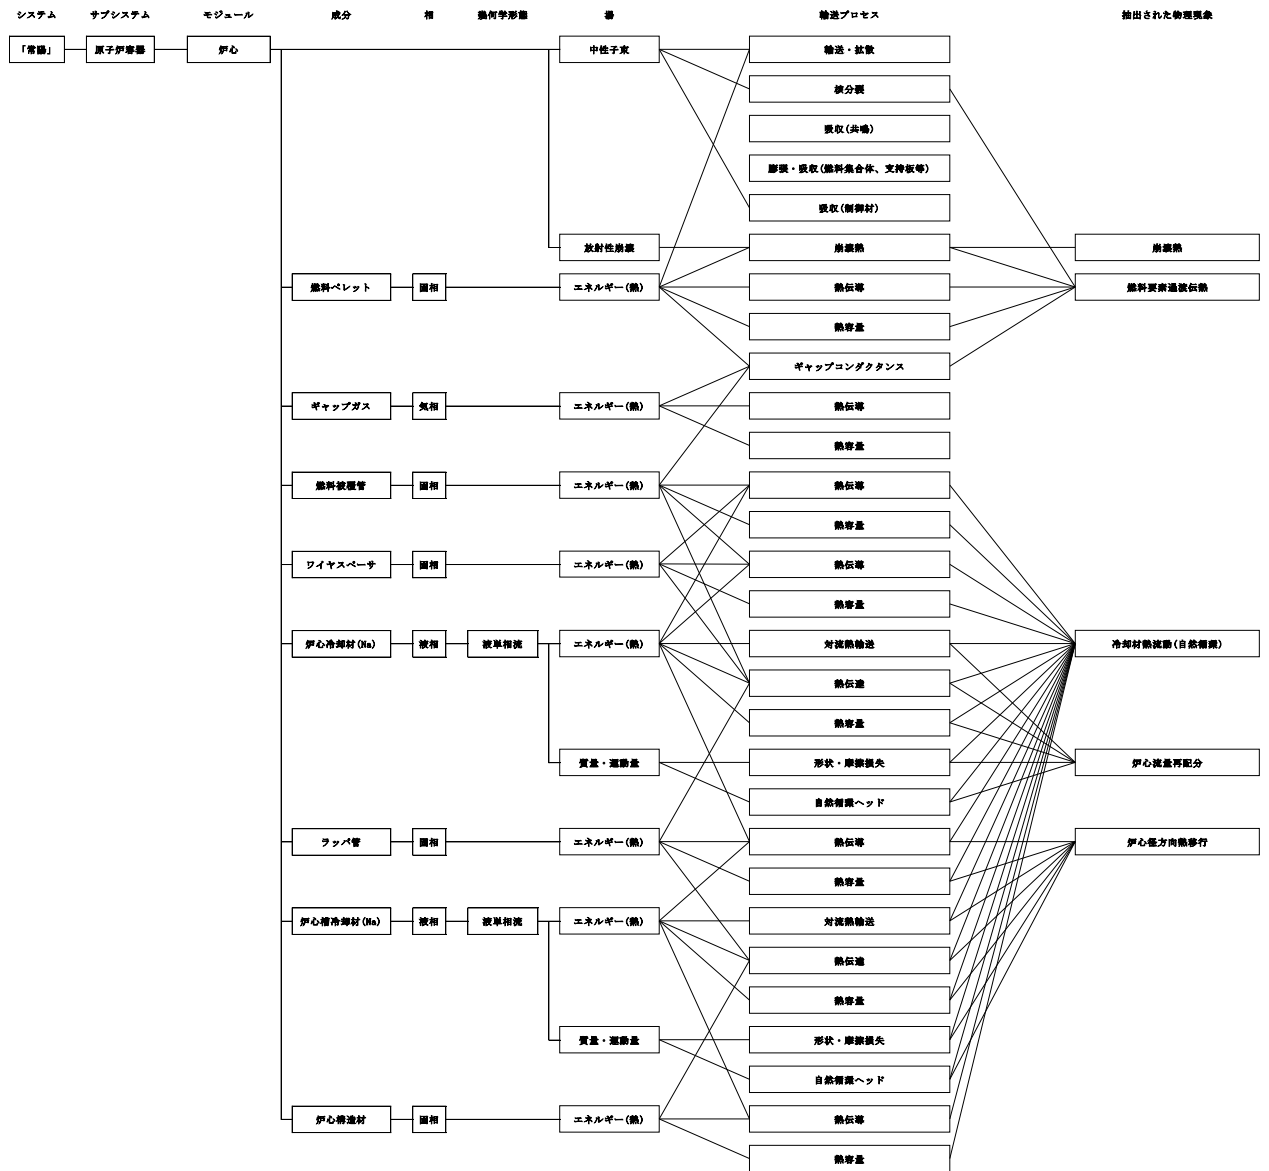 システム サブシステム モジュール 成分 相 幾何学形態 場 輸送プロセス 抽出された物理現象
「常陽」 原子炉容器 炉心 中性子束 輸送・拡散
核分裂
吸収(共鳴)
膨張・吸収(燃料集合体、支持板等)
吸収(制御材)
放射性崩壊 崩壊熱 崩壊熱
燃料ペレット 固相 エネルギー(熱) 熱伝導 燃料要素過渡伝熱
熱容量
ギャップコンダクタンス
ギャップガス 気相 エネルギー(熱) 熱伝導
熱容量
燃料被覆管 固相 エネルギー(熱) 熱伝導
熱容量
ワイヤスペーサ 固相 エネルギー(熱) 熱伝導
熱容量
炉心冷却材(Na) 液相 液単相流 エネルギー(熱) 対流熱輸送 冷却材熱流動(自然循環)
熱伝達
熱容量
質量・運動量 形状・摩擦損失 炉心流量再配分
自然循環ヘッド
ラッパ管 固相 エネルギー(熱) 熱伝導 炉心径方向熱移行
熱容量
炉心槽冷却材(Na) 液相 液単相流 エネルギー(熱) 対流熱輸送
熱伝達
熱容量
質量・運動量 形状・摩擦損失
自然循環ヘッド
炉心構造材 固相 エネルギー(熱) 熱伝導
熱容量